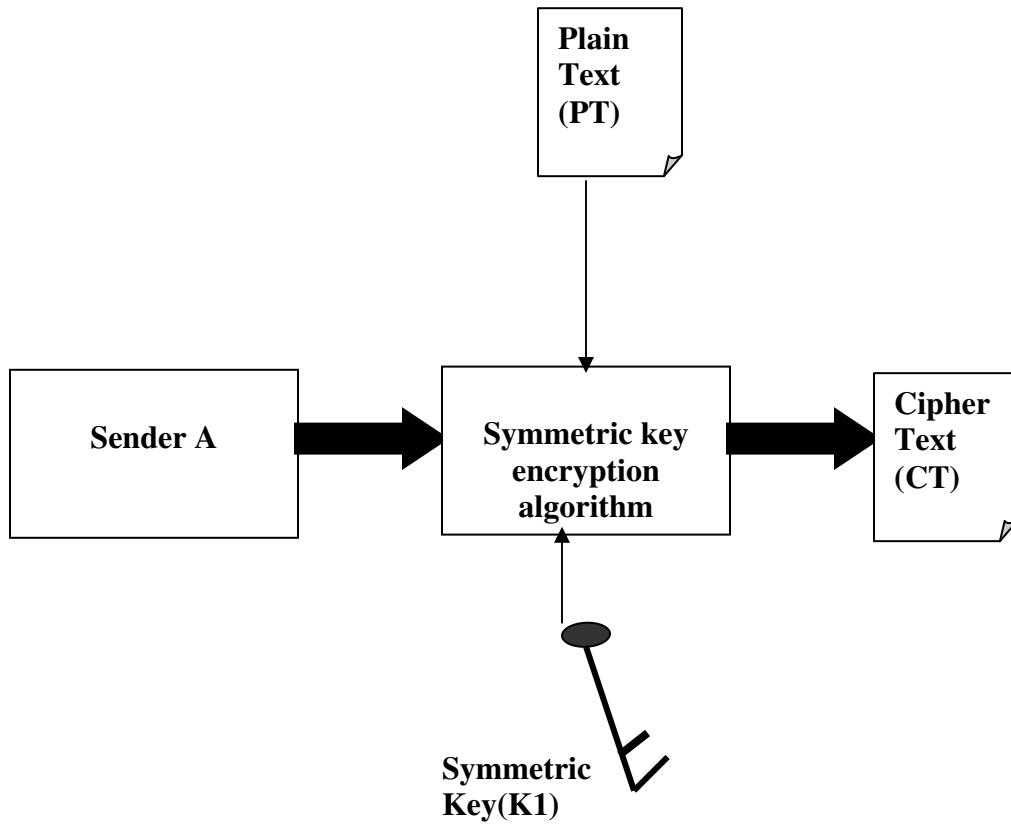 Plain
Text
(PT)
Sender A
Symmetric key
encryption
algorithm
Cipher
Text
(CT)
Symmetric
Key(K1)